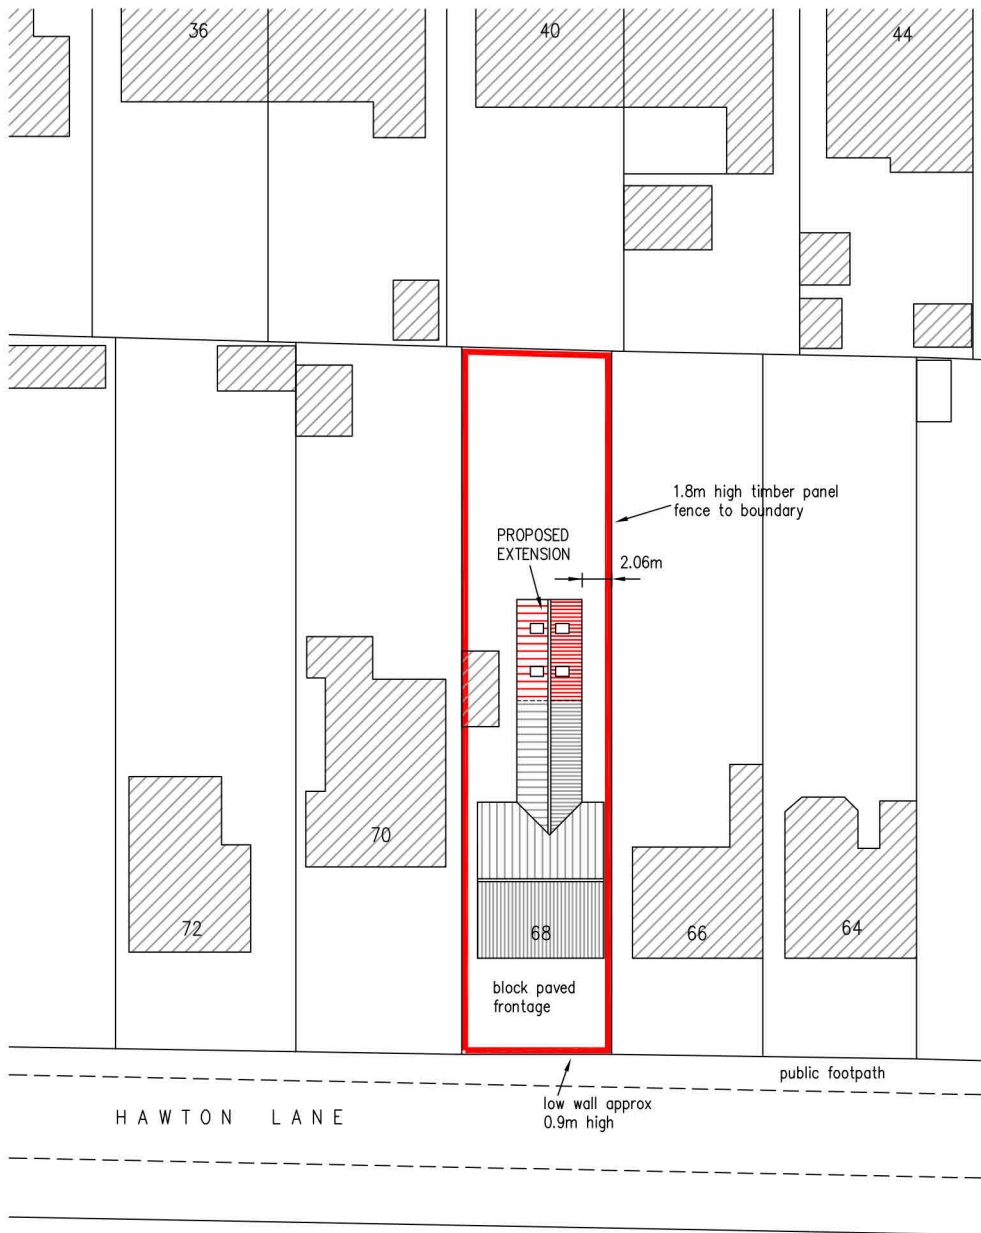 36
40
44
1.8m high timber panel
fence to boundary
PROPOSED
EXTENSION
2.06m
70
72
68
66
64
block paved
frontage
public footpath
low wall approx
0.9m high
HAWTON LANE